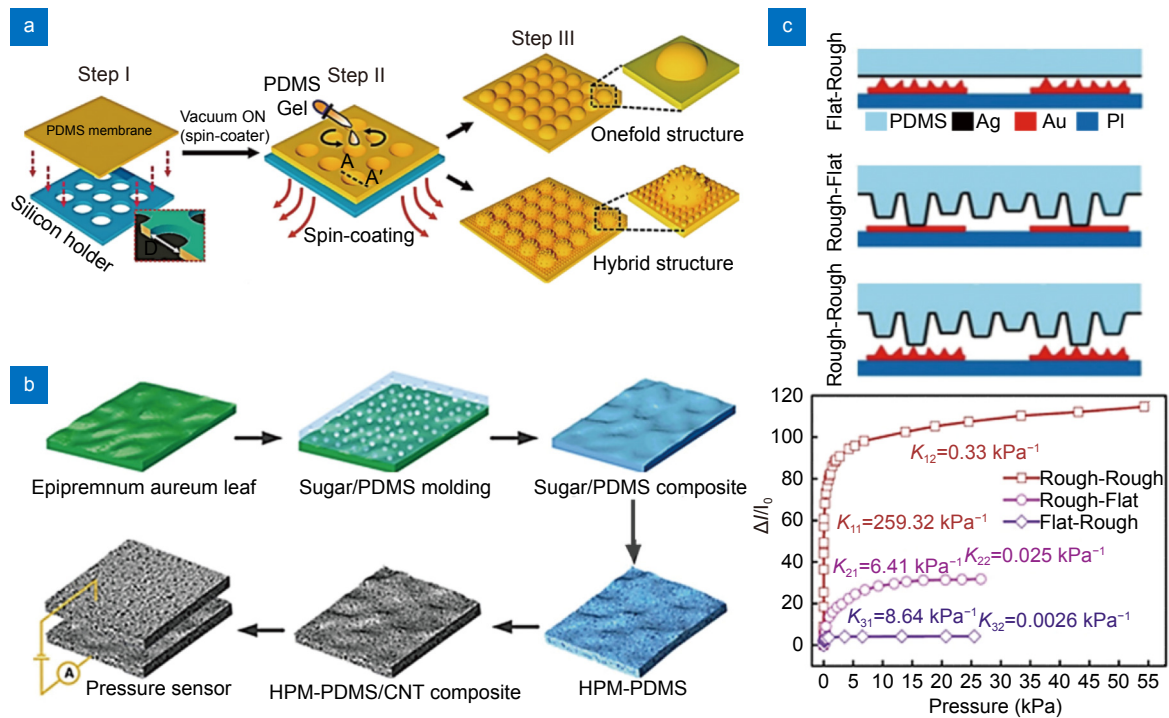 a
Step I
PDMS membrane
Silicon holder
D
Vacuum ON
(spin-coater)
Step II
PDMS
Gel
A
A′
Spin-coating
Step III
Onefold structure
Hybrid structure
b
Epipremnum aureum leaf
Sugar/PDMS molding
Sugar/PDMS composite
HPM-PDMS
HPM-PDMS/CNT composite
Pressure sensor
A
c
Flat-Rough
PDMS
Ag
Au
PI
Rough-Flat
Rough-Rough
120
100
80
60
40
20
0
ΔI/I₀
K₁₂=0.33 kPa⁻¹
Rough-Rough
Rough-Flat
Flat-Rough
K₁₁=259.32 kPa⁻¹
K₂₁=6.41 kPa⁻¹
K₂₂=0.025 kPa⁻¹
K₃₁=8.64 kPa⁻¹
K₃₂=0.0026 kPa⁻¹
0 5 10 15 20 25 30 35 40 45 50 55
Pressure (kPa)